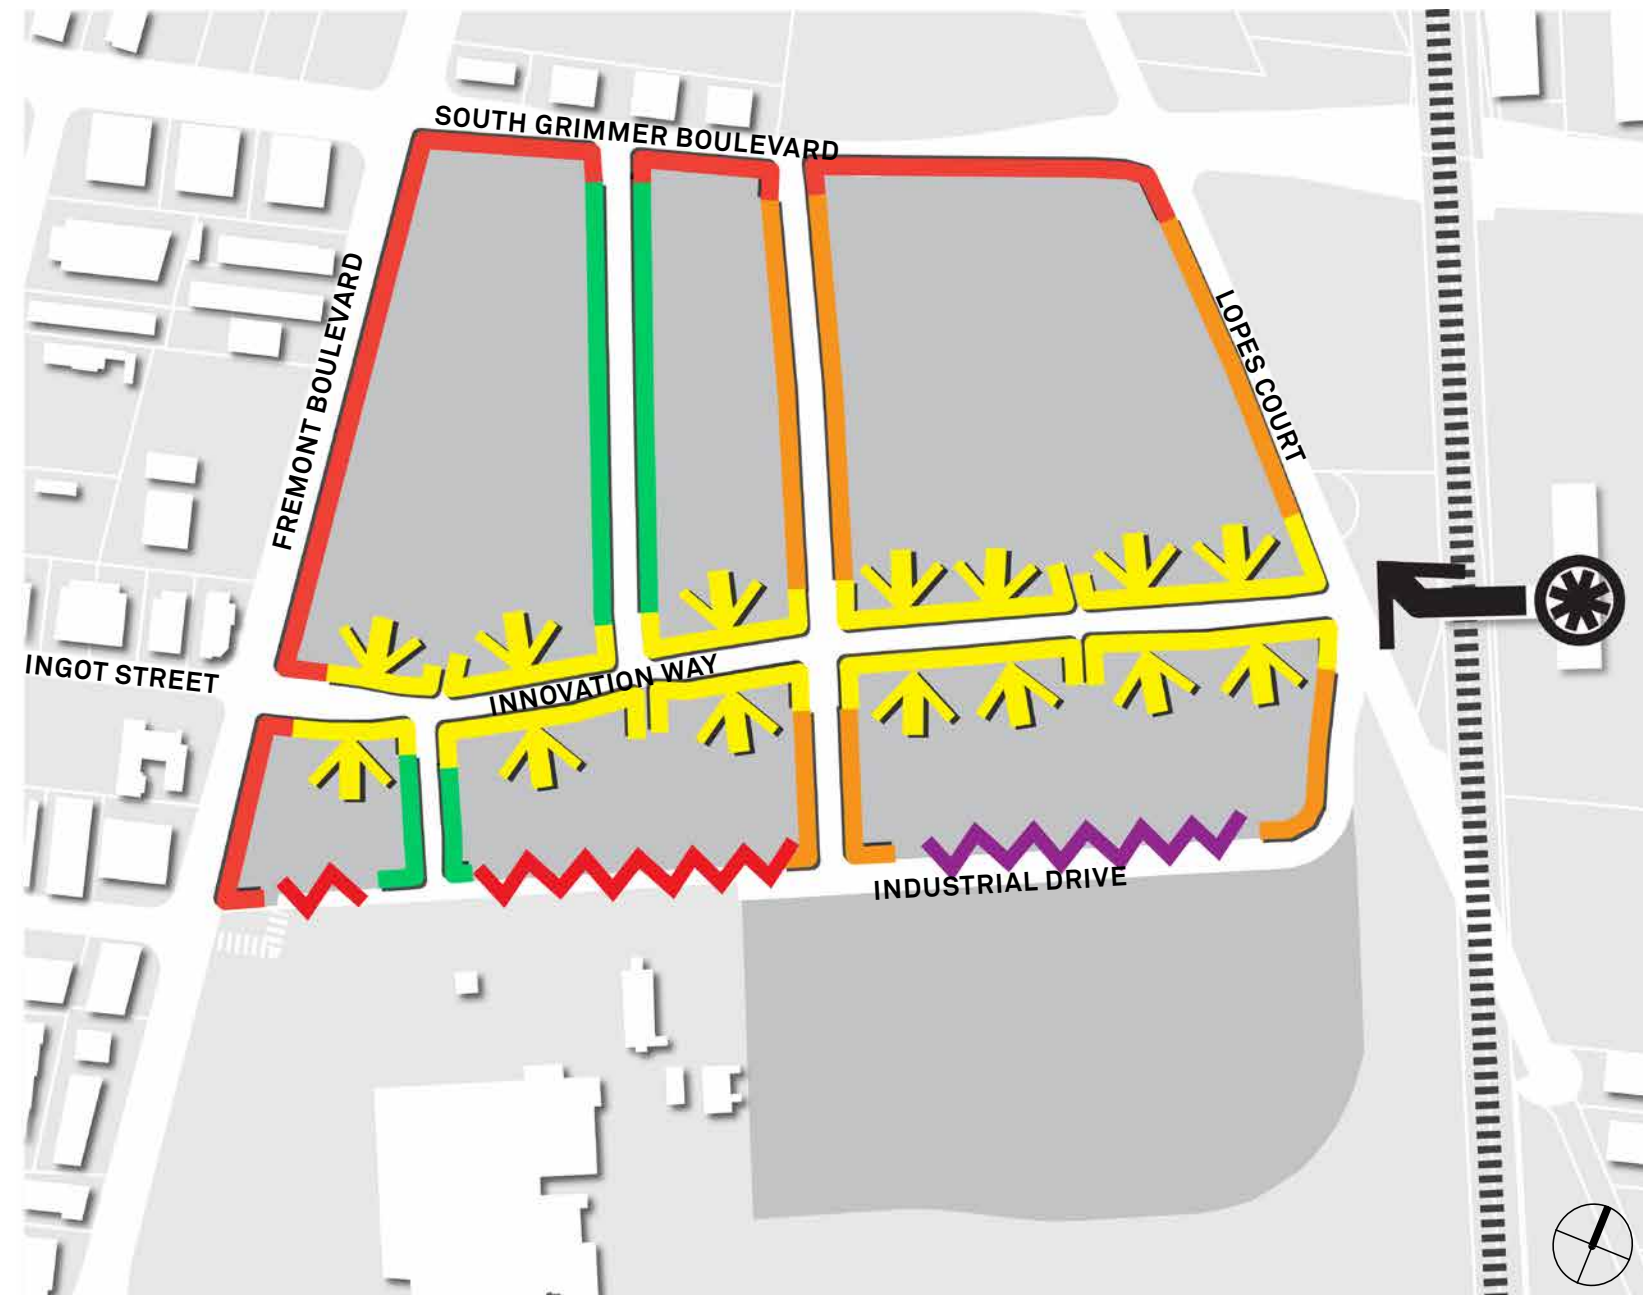 SOUTH GRIMMER BOULEVARD
FREMONT BOULEVARD
LOPES COURT
INGOT STREET
INNOVATION WAY
INDUSTRIAL DRIVE